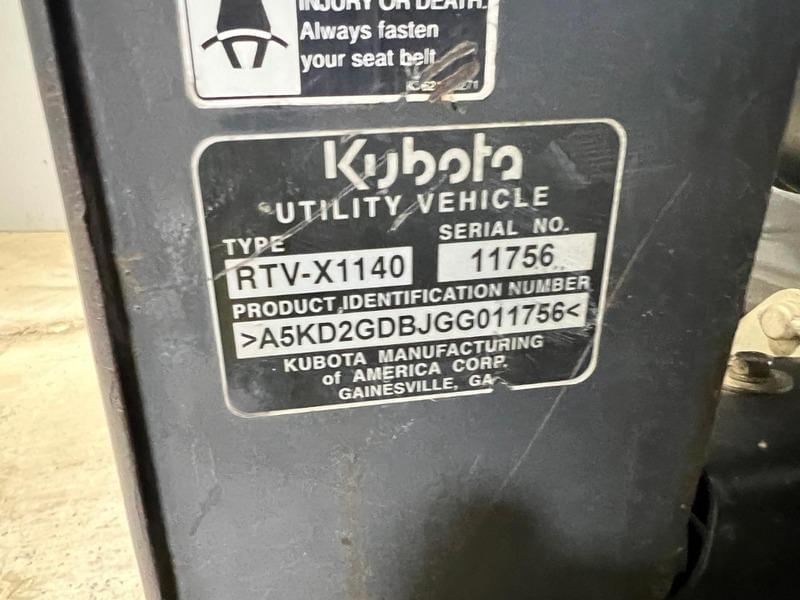 INJURY OR DEATH.
Always fasten
your seat belt
Kubota
UTILITY VEHICLE
TYPE
SERIAL NO.
RTV-X1140
11756
PRODUCT IDENTIFICATION NUMBER
>A5KD2GDBJGG011756<
KUBOTA MANUFACTURING
of AMERICA CORP.
GAINESVILLE, GA